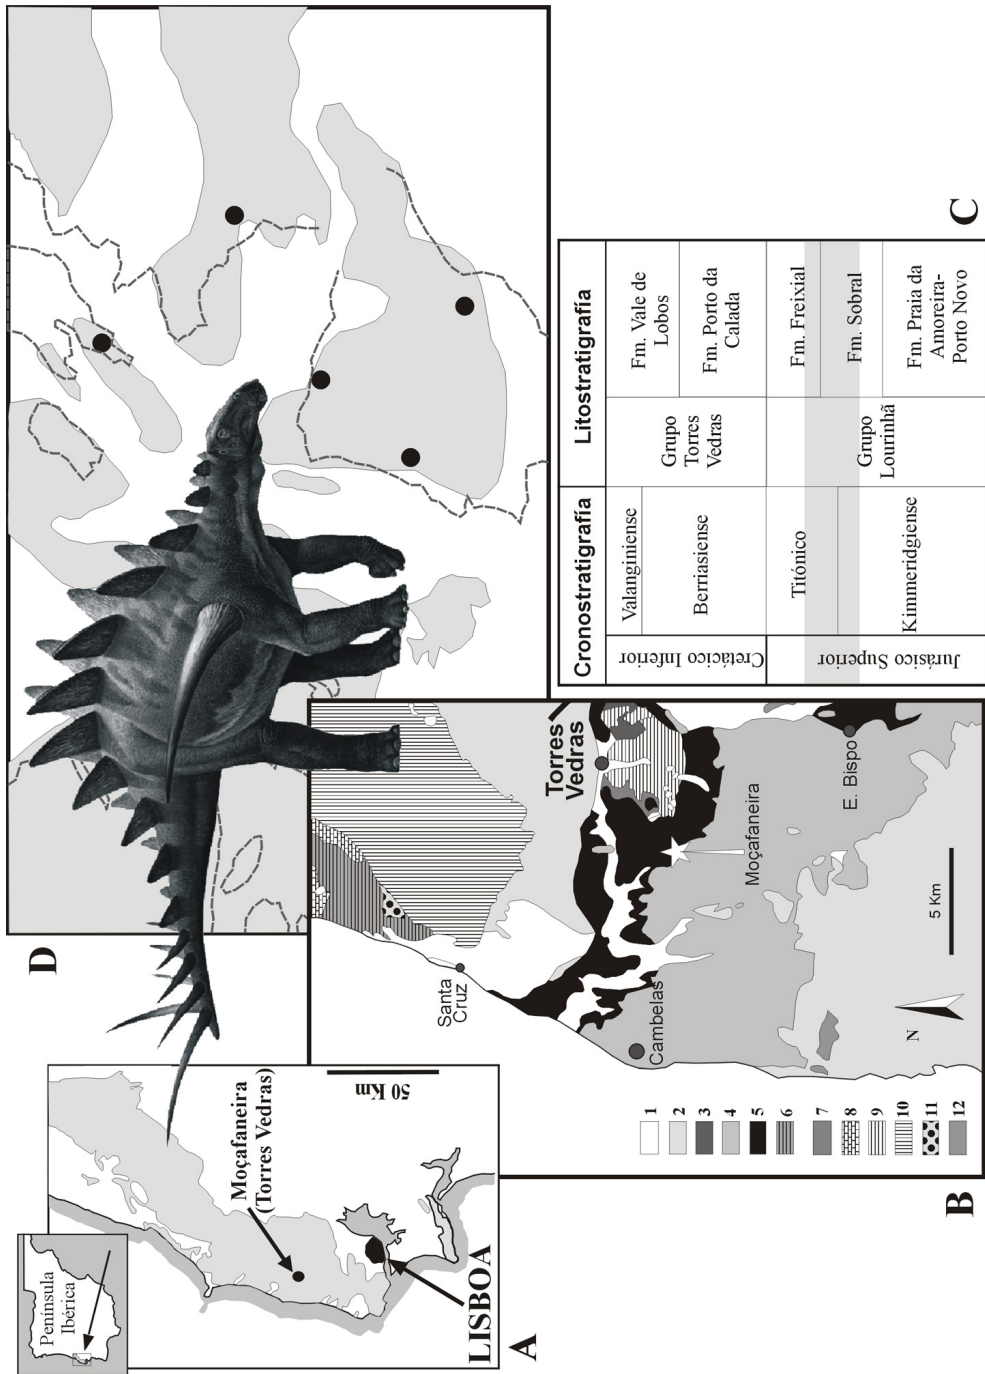 A
Península
Ibérica
Moçafaneira
(Torres Vedras)
LISBOA
50 Km
B
Santa
Cruz
Cambelas
Torres
Vedras
Moçafaneira
E. Bispo
5 Km
N
1
2
3
4
5
6
7
8
9
10
11
12
C
Cronostratigrafía
Litostratigrafía
Cretácico Inferior
Valanginiense
Berriasiense
Grupo
Torres
Vedras
Fm. Vale de
Lobos
Fm. Porto da
Calada
Jurásico Superior
Titónico
Kimmeridgiense
Grupo
Lourinhã
Fm. Freixial
Fm. Sobral
Fm. Praia da
Amoreira-
Porto Novo
D